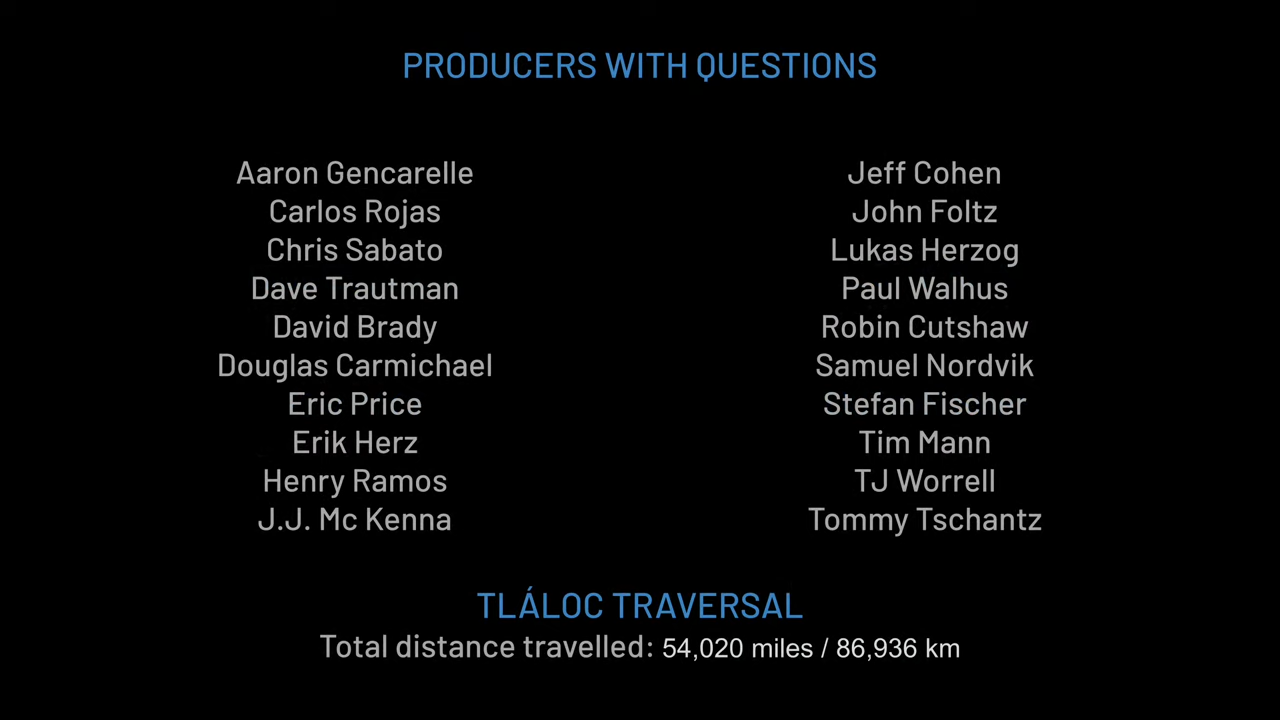 PRODUCERS WITH QUESTIONS
Aaron Gencarelle
Carlos Rojas
Chris Sabato
Dave Trautman
David Brady
Douglas Carmichael
Eric Price
Erik Herz
Henry Ramos
J.J. Mc Kenna
Jeff Cohen
John Foltz
Lukas Herzog
Paul Walhus
Robin Cutshaw
Samuel Nordvik
Stefan Fischer
Tim Mann
TJ Worrell
Tommy Tschantz
TLÁLOC TRAVERSAL
Total distance travelled: 54,020 miles / 86,936 km